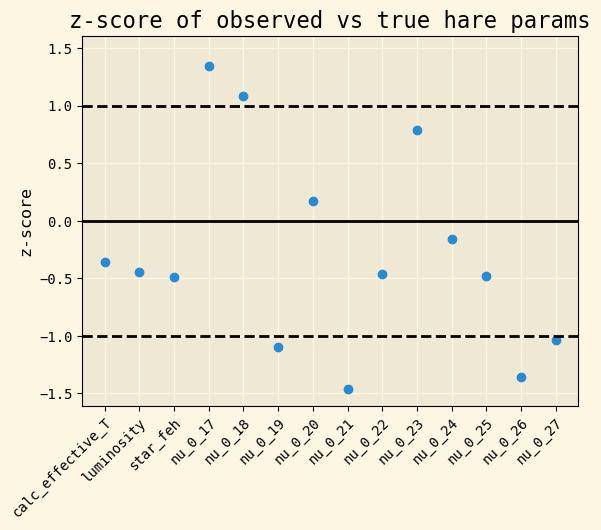 z-score of observed vs true hare params
z-score
1.5
1.0
0.5
0.0
−0.5
−1.0
−1.5
calc_effective_T
luminosity
star_feh
nu_0_17
nu_0_18
nu_0_19
nu_0_20
nu_0_21
nu_0_22
nu_0_23
nu_0_24
nu_0_25
nu_0_26
nu_0_27